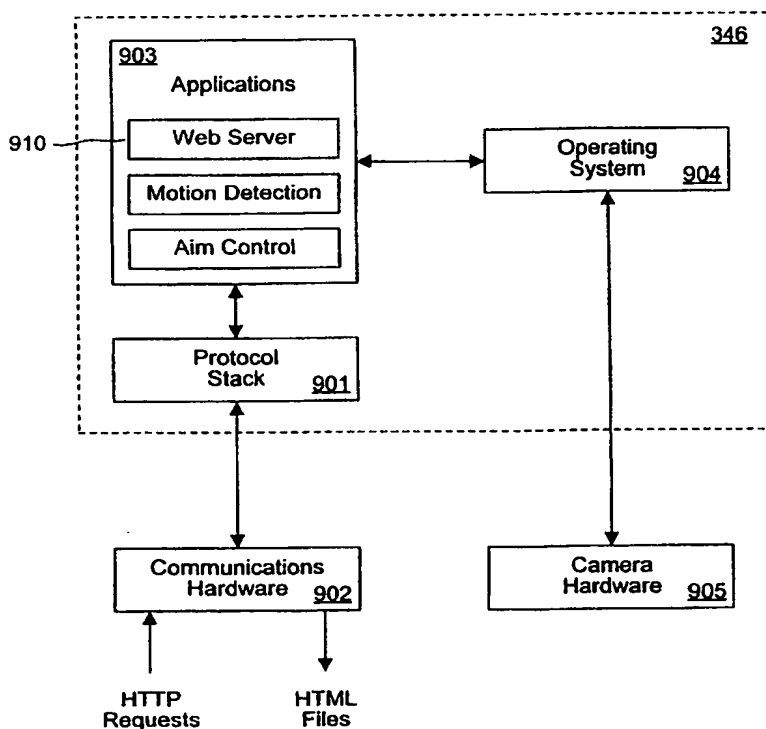 346
903
Applications
910
Web Server
Motion Detection
Aim Control
Operating
System
904
Protocol
Stack
901
Communications
Hardware
902
Camera
Hardware
905
HTTP
Requests
HTML
Files